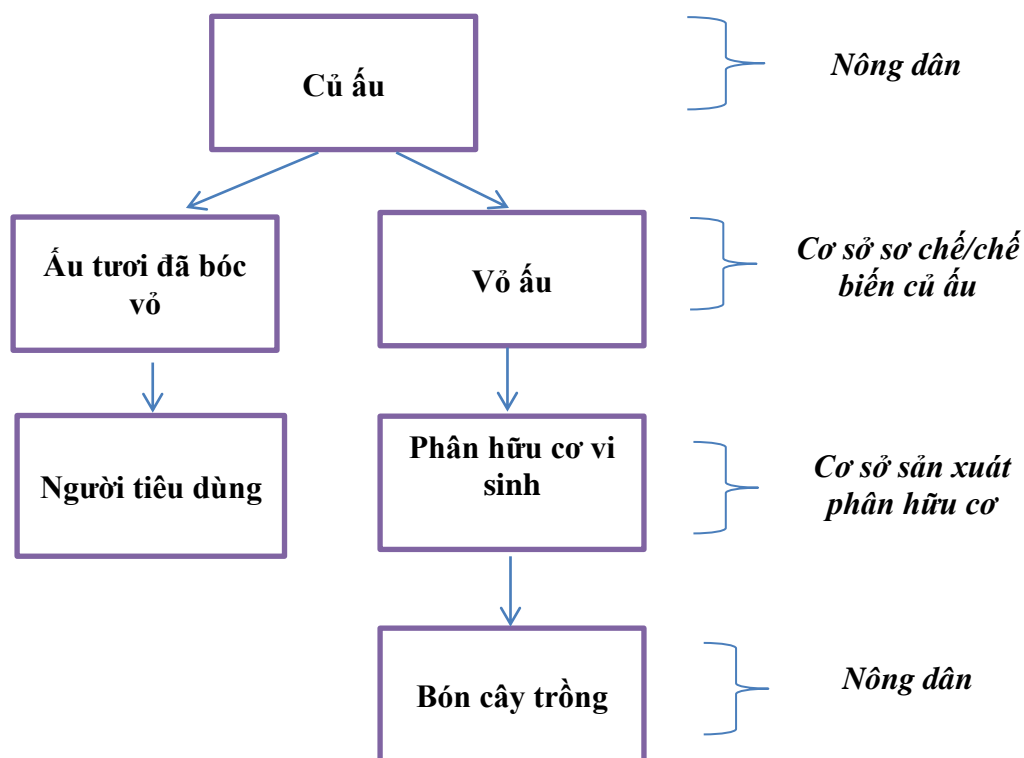 Củ ấu
Nông dân
Ấu tươi đã bóc
vỏ
Vỏ ấu
Cơ sở sơ chế/chế
biến củ ấu
Người tiêu dùng
Phân hữu cơ vi
sinh
Cơ sở sản xuát
phân hữu cơ
Bón cây trồng
Nông dân